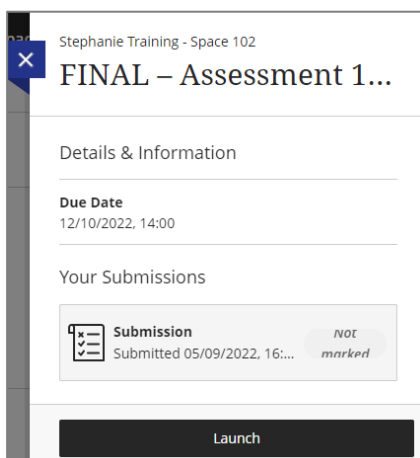 Stephanie Training - Space 102
FINAL – Assessment 1...
Details & Information
Due Date
12/10/2022, 14:00
Your Submissions
Submission
Submitted 05/09/2022, 16:...
Not
marked
Launch